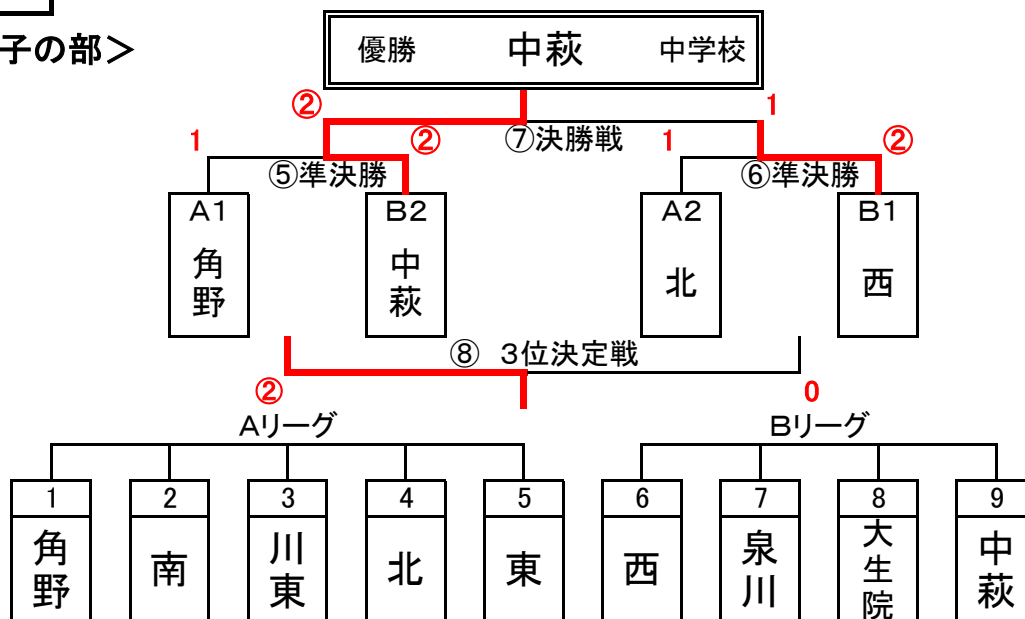 子の部＞
優勝 中萩 中学校
② 1
1 ② ⑦決勝戦 1 ②
⑤準決勝 ⑥準決勝
A1 B2 A2 B1
角野 中萩 北 西
⑧ 3位決定戦
② 0
Aリーグ Bリーグ
1 2 3 4 5 6 7 8 9
角野 南 川東 北 東 西 泉川 大生院 中萩